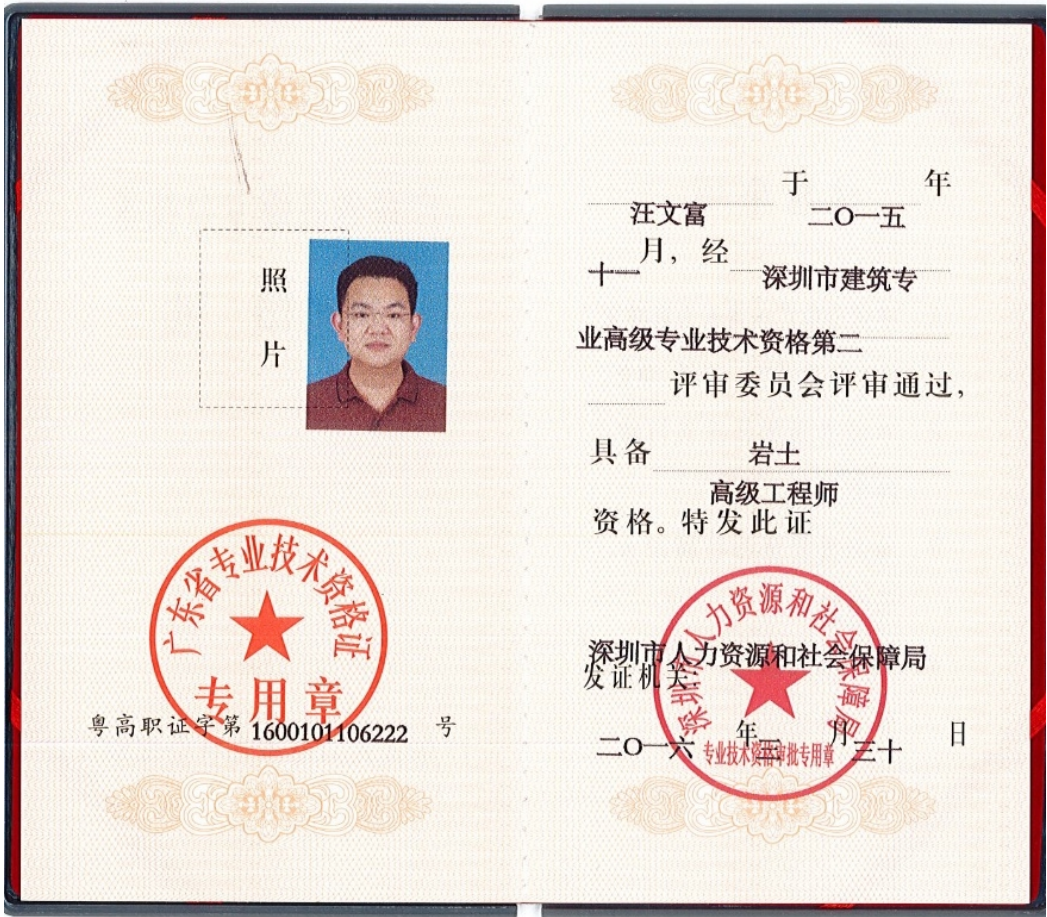 照
片
广东省专业技术资格证
专用章
粤高职证字第 1600101106222 号
于 年
汪文富 二〇一五
十一 月，经 深圳市建筑专
业高级专业技术资格第二
评审委员会评审通过，
具备 岩土
高级工程师
资格。特发此证
深圳市人力资源和社会保障局
深圳市人力资源和社会保障局
发证机关：
二〇一六 年 月三十 日
专业技术资格审批专用章